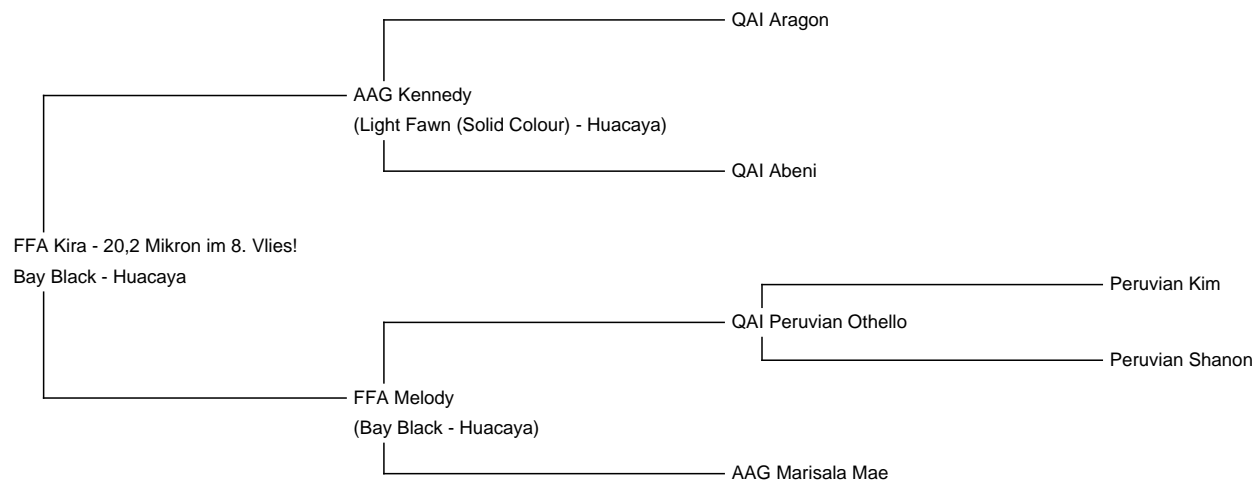 QAI Aragon
AAG Kennedy
(Light Fawn (Solid Colour) - Huacaya)
QAI Abeni
FFA Kira - 20,2 Mikron im 8. Vlies!
Bay Black - Huacaya
Peruvian Kim
QAI Peruvian Othello
Peruvian Shanon
FFA Melody
(Bay Black - Huacaya)
AAG Marisala Mae